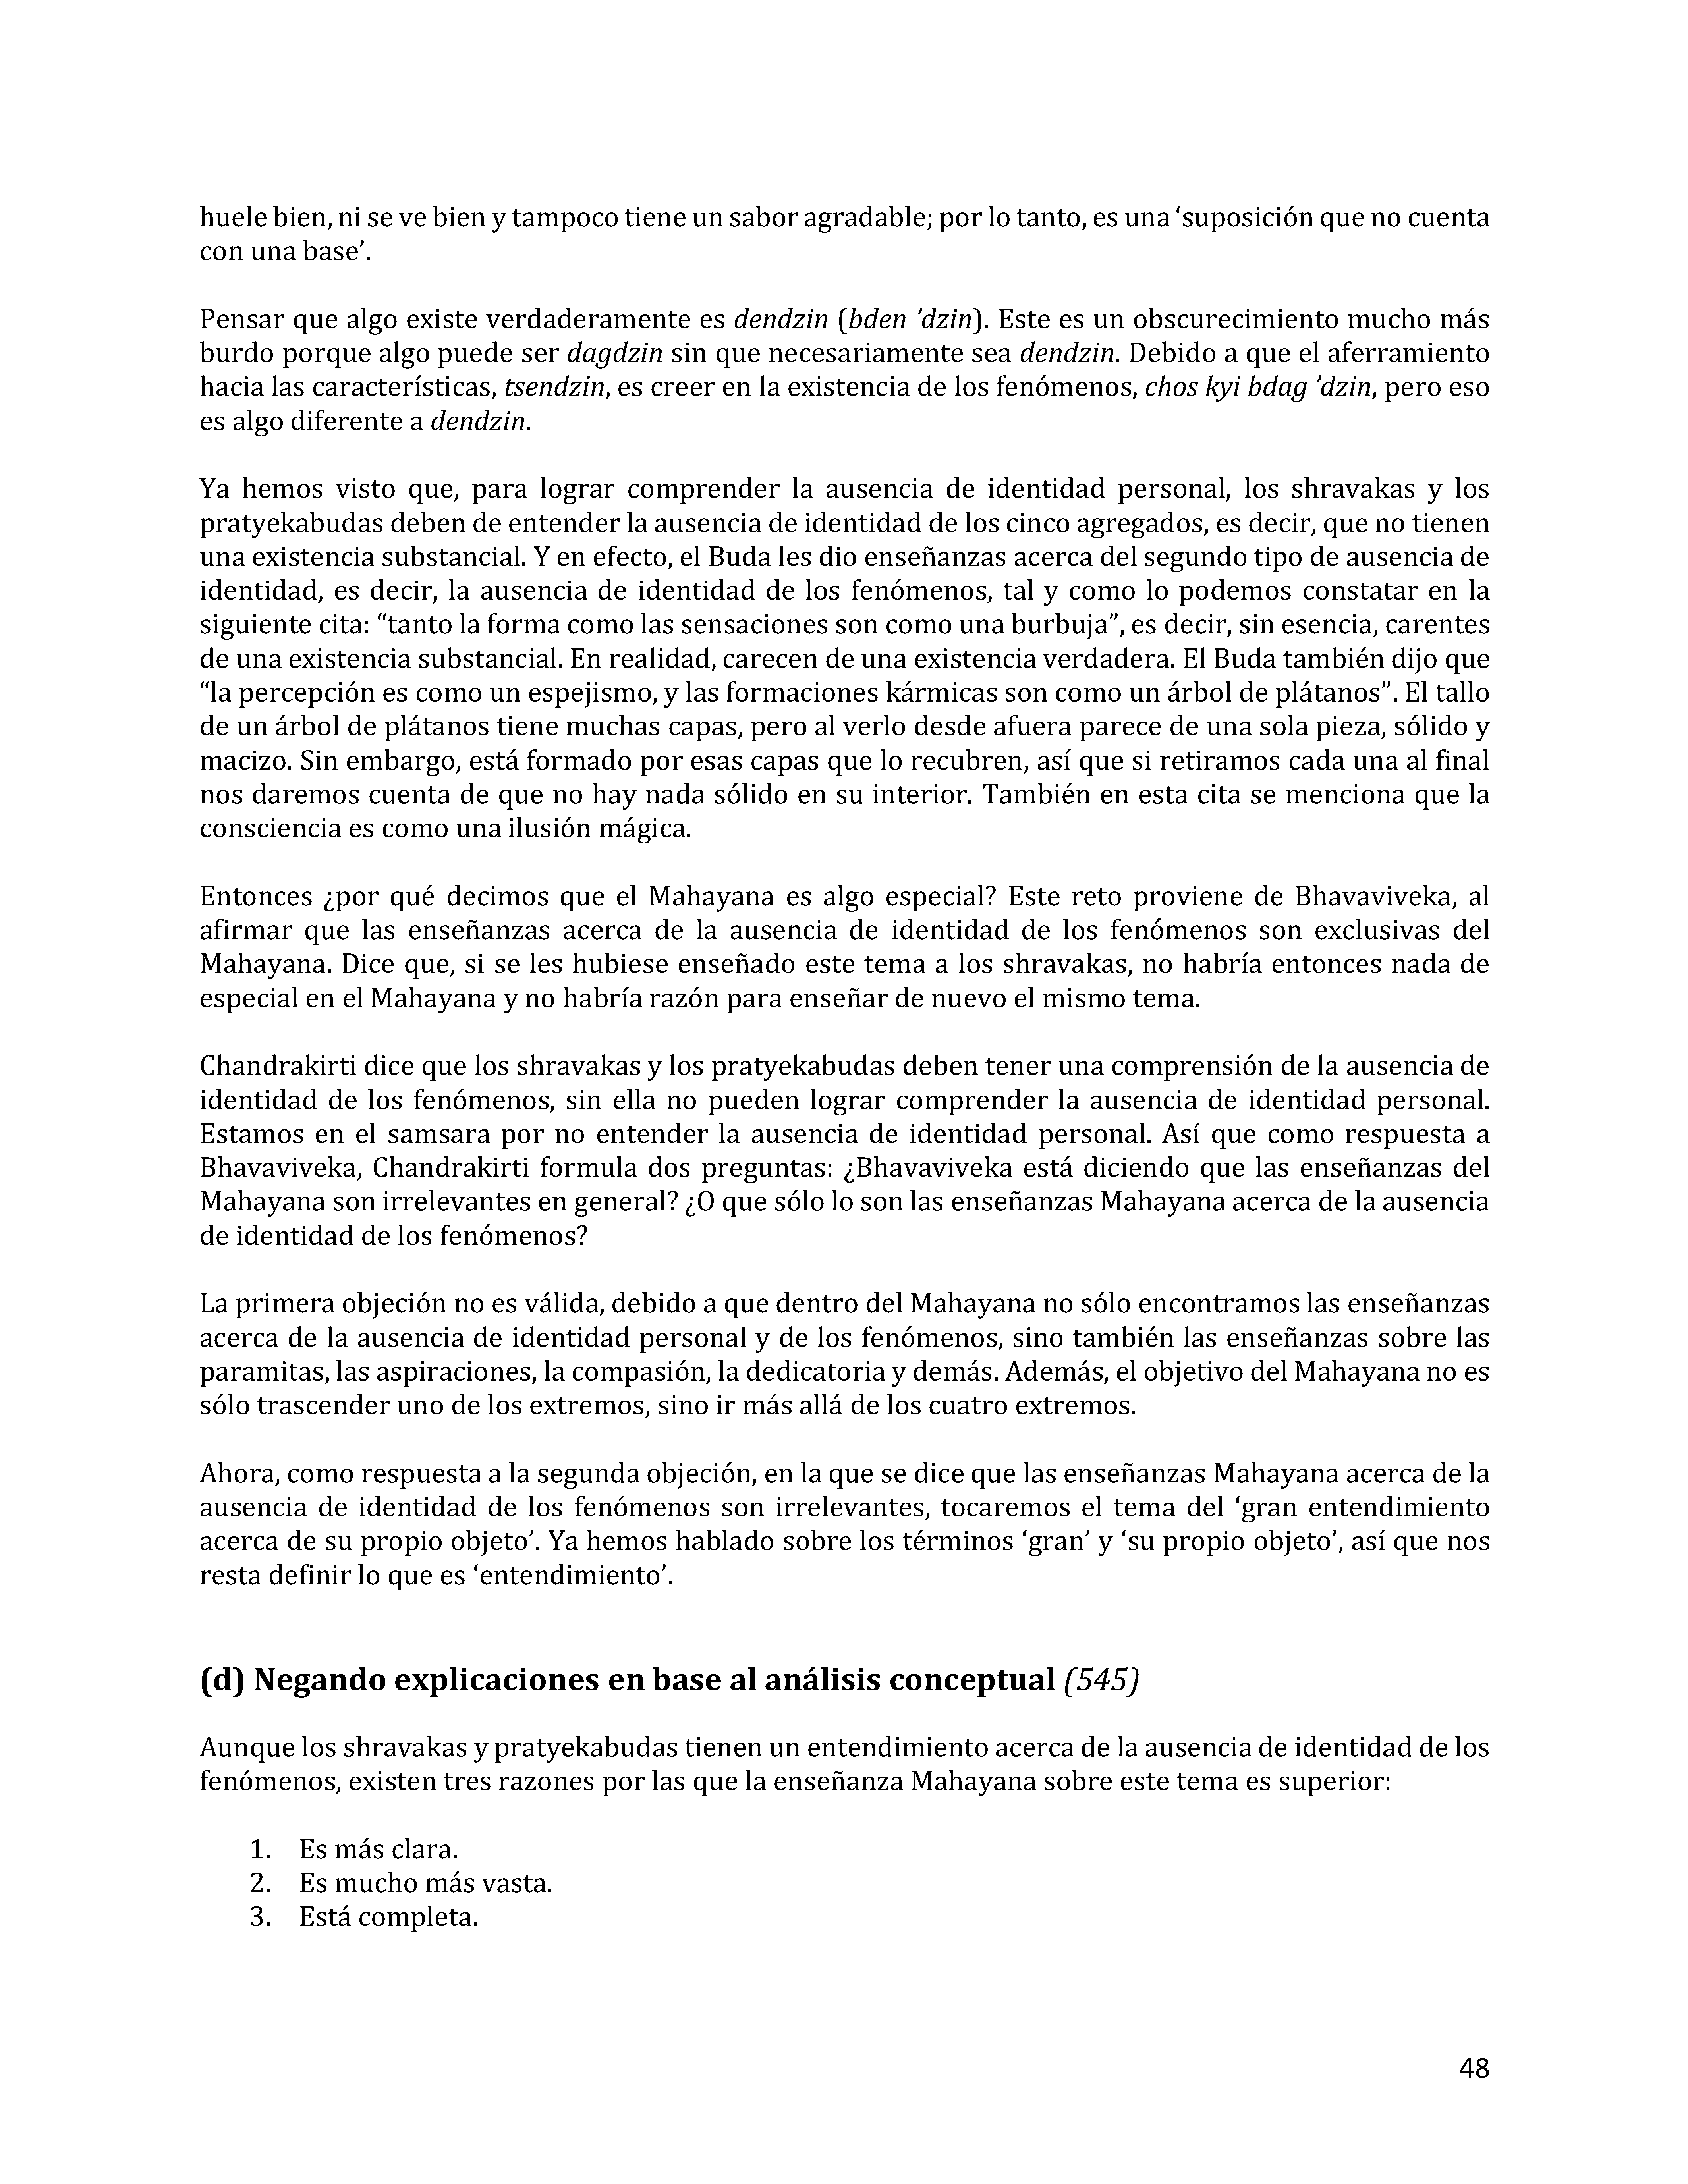 huele bien, ni se ve bien y tampoco tiene un sabor agradable; por lo tanto, es una ‘suposición que no cuenta
con una base’.
Pensar que algo existe verdaderamente es dendzin (bden ’dzin). Este es un obscurecimiento mucho más
burdo porque algo puede ser dagdzin sin que necesariamente sea dendzin. Debido a que el aferramiento
hacia las características, tsendzin, es creer en la existencia de los fenómenos, chos kyi bdag ’dzin, pero eso
es algo diferente a dendzin.
Ya hemos visto que, para lograr comprender la ausencia de identidad personal, los shravakas y los
pratyekabudas deben de entender la ausencia de identidad de los cinco agregados, es decir, que no tienen
una existencia substancial. Y en efecto, el Buda les dio enseñanzas acerca del segundo tipo de ausencia de
identidad, es decir, la ausencia de identidad de los fenómenos, tal y como lo podemos constatar en la
siguiente cita: “tanto la forma como las sensaciones son como una burbuja”, es decir, sin esencia, carentes
de una existencia substancial. En realidad, carecen de una existencia verdadera. El Buda también dijo que
“la percepción es como un espejismo, y las formaciones kármicas son como un árbol de plátanos”. El tallo
de un árbol de plátanos tiene muchas capas, pero al verlo desde afuera parece de una sola pieza, sólido y
macizo. Sin embargo, está formado por esas capas que lo recubren, así que si retiramos cada una al final
nos daremos cuenta de que no hay nada sólido en su interior. También en esta cita se menciona que la
consciencia es como una ilusión mágica.
Entonces ¿por qué decimos que el Mahayana es algo especial? Este reto proviene de Bhavaviveka, al
afirmar que las enseñanzas acerca de la ausencia de identidad de los fenómenos son exclusivas del
Mahayana. Dice que, si se les hubiese enseñado este tema a los shravakas, no habría entonces nada de
especial en el Mahayana y no habría razón para enseñar de nuevo el mismo tema.
Chandrakirti dice que los shravakas y los pratyekabudas deben tener una comprensión de la ausencia de
identidad de los fenómenos, sin ella no pueden lograr comprender la ausencia de identidad personal.
Estamos en el samsara por no entender la ausencia de identidad personal. Así que como respuesta a
Bhavaviveka, Chandrakirti formula dos preguntas: ¿Bhavaviveka está diciendo que las enseñanzas del
Mahayana son irrelevantes en general? ¿O que sólo lo son las enseñanzas Mahayana acerca de la ausencia
de identidad de los fenómenos?
La primera objeción no es válida, debido a que dentro del Mahayana no sólo encontramos las enseñanzas
acerca de la ausencia de identidad personal y de los fenómenos, sino también las enseñanzas sobre las
paramitas, las aspiraciones, la compasión, la dedicatoria y demás. Además, el objetivo del Mahayana no es
sólo trascender uno de los extremos, sino ir más allá de los cuatro extremos.
Ahora, como respuesta a la segunda objeción, en la que se dice que las enseñanzas Mahayana acerca de la
ausencia de identidad de los fenómenos son irrelevantes, tocaremos el tema del ‘gran entendimiento
acerca de su propio objeto’. Ya hemos hablado sobre los términos ‘gran’ y ‘su propio objeto’, así que nos
resta definir lo que es ‘entendimiento’.
(d) Negando explicaciones en base al análisis conceptual (545)
Aunque los shravakas y pratyekabudas tienen un entendimiento acerca de la ausencia de identidad de los
fenómenos, existen tres razones por las que la enseñanza Mahayana sobre este tema es superior:
1. Es más clara.
2. Es mucho más vasta.
3. Está completa.
48